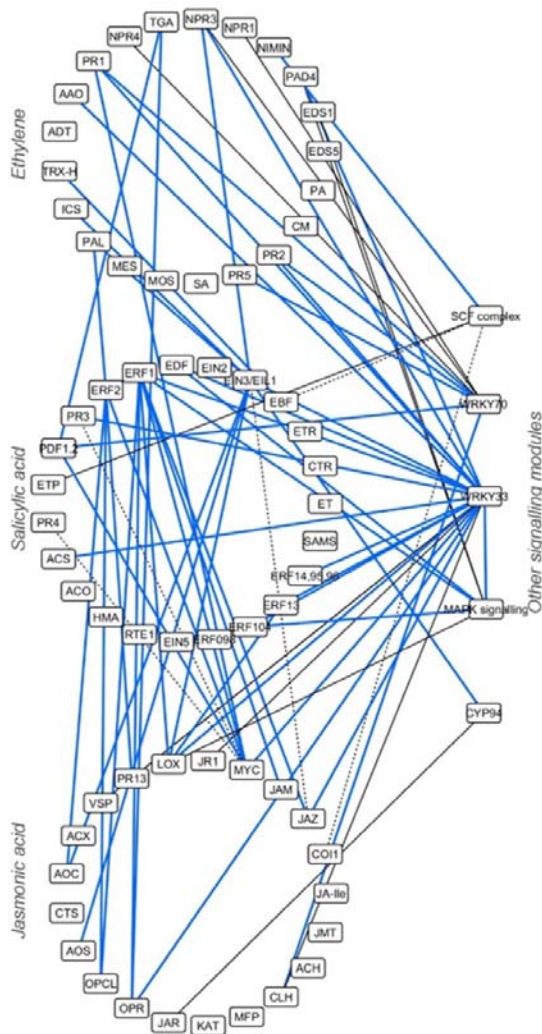 TGA
NPR3
NPR4
NPR1
NIMIN
PR1
PAD4
AAO
EDS1
ADT
EDS5
Ethylene
TRX-H
PA
ICS
CM
PAL
PR2
MES
MOS
SA
PR5
SCF complex
ERF1
EDF
EIN2
EIN3/EIL1
ERF2
EBF
WRKY70
PR3
ETR
PDF1.2
CTR
ETP
WRKY33
Salicylic acid
PR4
ET
ACS
SAMS
ERF14,95,96
Other signalling modules
ACO
ERF13
HMA
RTE1
EIN5
ERF098
ERF104
MAPK signalling
CYP94
LOX
JR1
MYC
PR13
JAM
VSP
JAZ
ACX
COI1
AOC
JA-Ile
Jasmonic acid
CTS
JMT
AOS
ACH
OPCL
CLH
OPR
MFP
JAR
KAT